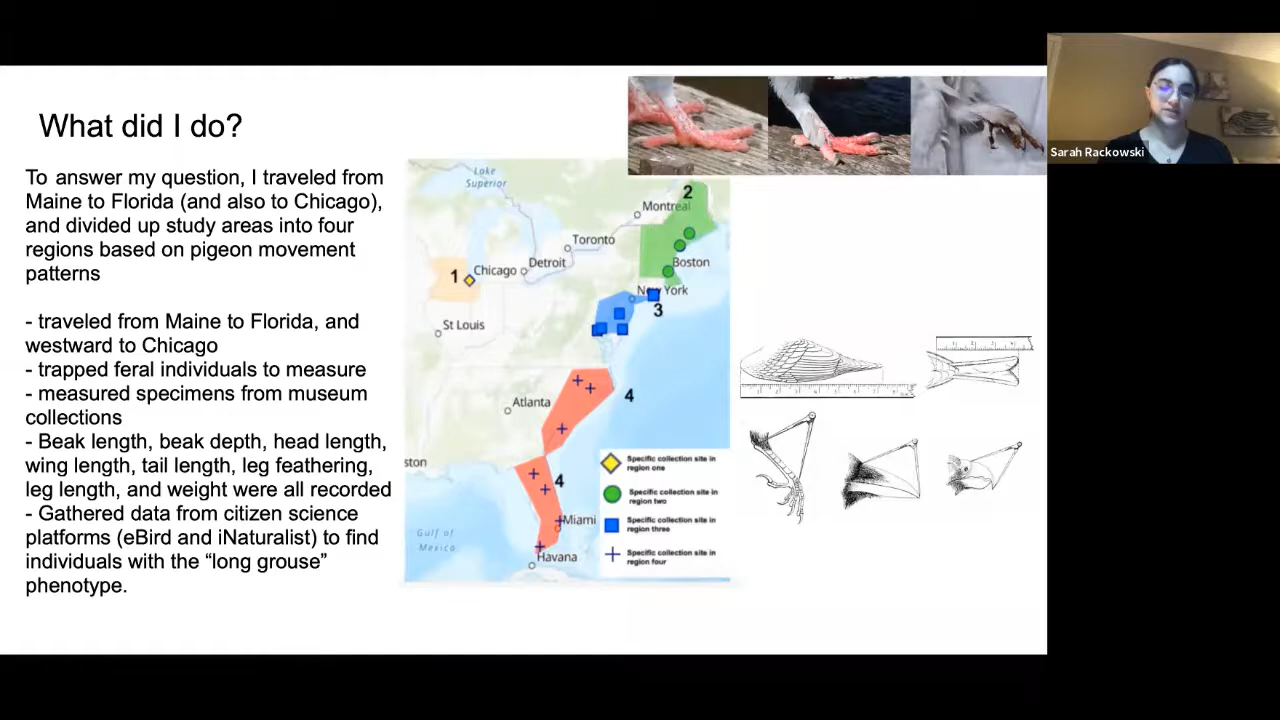 What did I do?
To answer my question, I traveled from
Maine to Florida (and also to Chicago),
and divided up study areas into four
regions based on pigeon movement
patterns
- traveled from Maine to Florida, and
westward to Chicago
- trapped feral individuals to measure
- measured specimens from museum
collections
- Beak length, beak depth, head length,
wing length, tail length, leg feathering,
leg length, and weight were all recorded
- Gathered data from citizen science
platforms (eBird and iNaturalist) to find
individuals with the “long grouse”
phenotype.
Lake
Superior
2
Montreal
Toronto
1
Chicago
Detroit
Boston
New York
3
St Louis
4
Atlanta
ston
4
Miami
Gulf of
Mexico
Havana
Specific collection site in
region one
Specific collection site in
region two
Specific collection site in
region three
Specific collection site in
region four
Sarah Rackowski